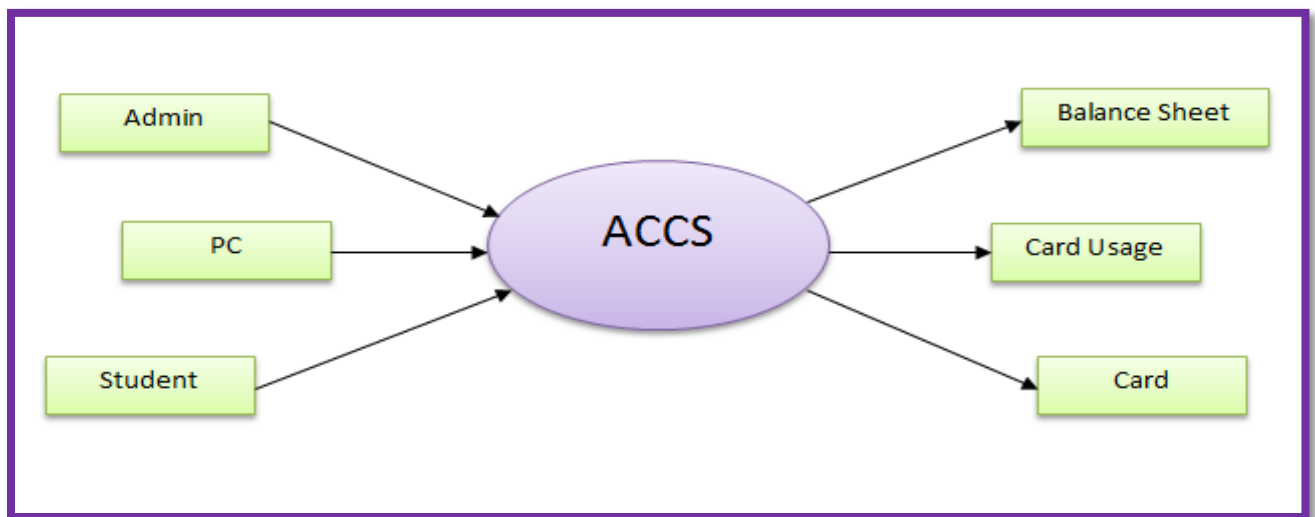 Admin
PC
Student
ACCS
Balance Sheet
Card Usage
Card